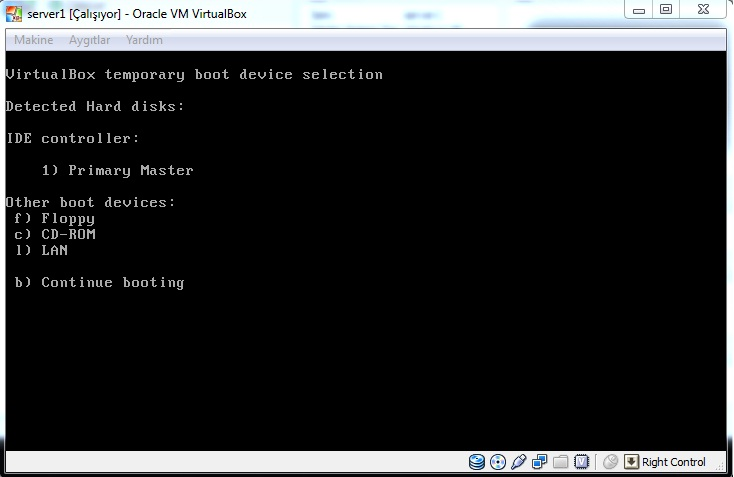 server1 [Çalışıyor] - Oracle VM VirtualBox
Makine Aygıtlar Yardım
VirtualBox temporary boot device selection
Detected Hard disks:
IDE controller:
1) Primary Master
Other boot devices:
f) Floppy
c) CD-ROM
l) LAN
b) Continue booting
Right Control